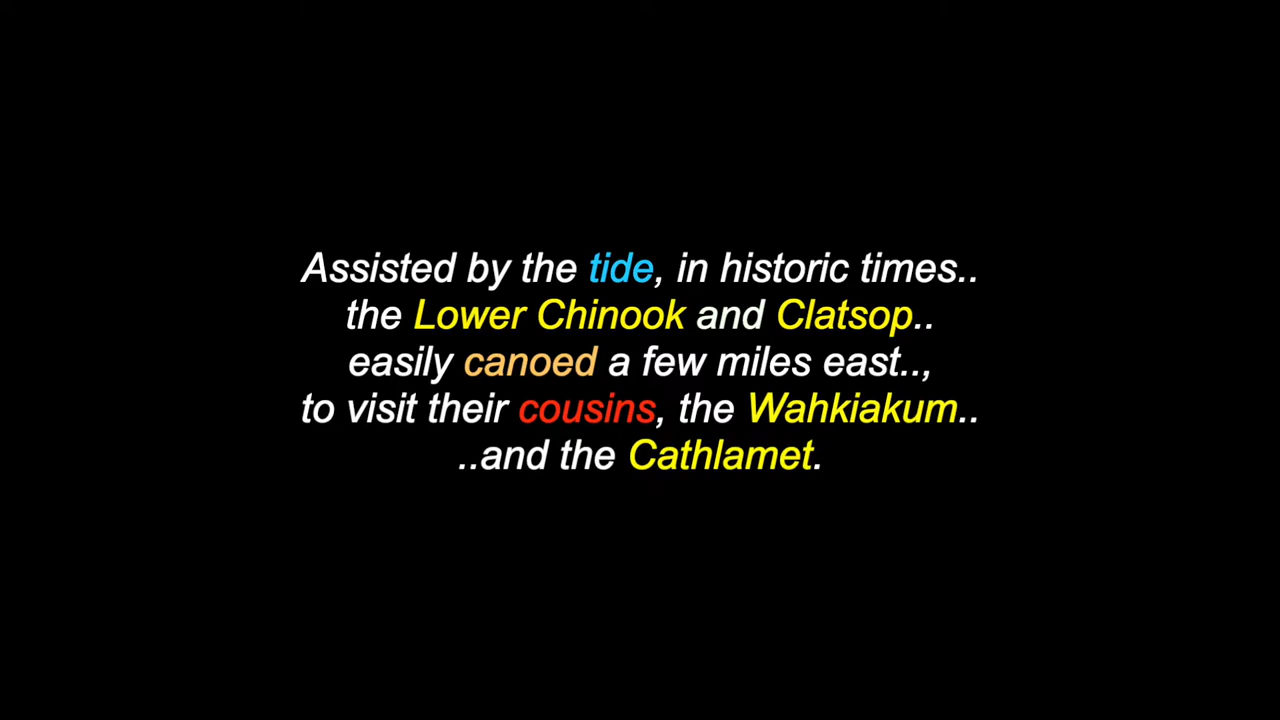 Assisted by the tide, in historic times..
the Lower Chinook and Clatsop..
easily canoed a few miles east..,
to visit their cousins, the Wahkiakum..
..and the Cathlamet.